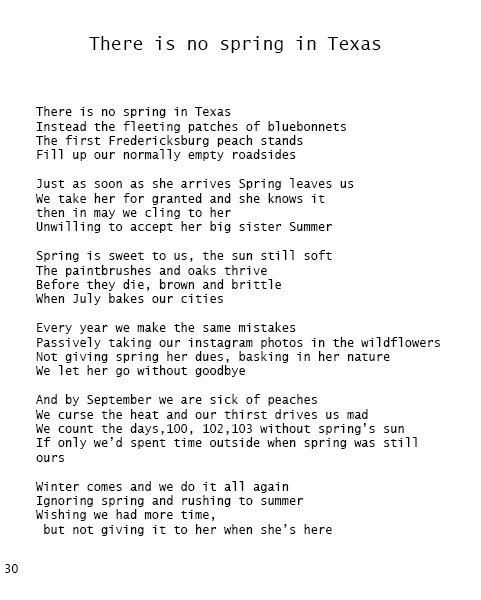 There is no spring in Texas
There is no spring in Texas
Instead the fleeting patches of bluebonnets
The first Fredericksburg peach stands
Fill up our normally empty roadsides
Just as soon as she arrives Spring leaves us
We take her for granted and she knows it
then in may we cling to her
Unwilling to accept her big sister Summer
Spring is sweet to us, the sun still soft
The paintbrushes and oaks thrive
Before they die, brown and brittle
When July bakes our cities
Every year we make the same mistakes
Passively taking our instagram photos in the wildflowers
Not giving spring her dues, basking in her nature
We let her go without goodbye
And by September we are sick of peaches
We curse the heat and our thirst drives us mad
We count the days,100, 102,103 without spring’s sun
If only we’d spent time outside when spring was still
ours
Winter comes and we do it all again
Ignoring spring and rushing to summer
Wishing we had more time,
but not giving it to her when she’s here
30